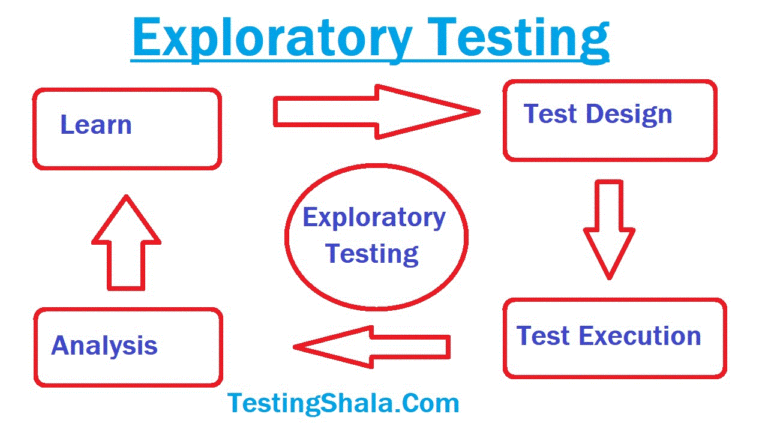 Exploratory Testing
Learn
Test Design
Exploratory
Testing
Analysis
Test Execution
TestingShala.Com